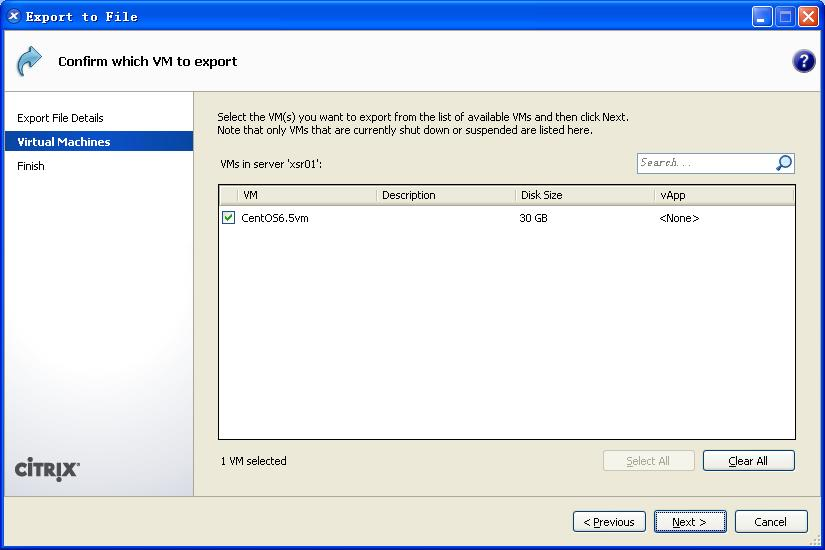 Export to File
Confirm which VM to export
?
Export File Details
Virtual Machines
Finish
Select the VM(s) you want to export from the list of available VMs and then click Next.
Note that only VMs that are currently shut down or suspended are listed here.
VMs in server 'xsr01':
Search...
VM Description Disk Size vApp
CentOS6.5vm 30 GB <None>
1 VM selected
Select All Clear All
CITRIX
< Previous Next > Cancel